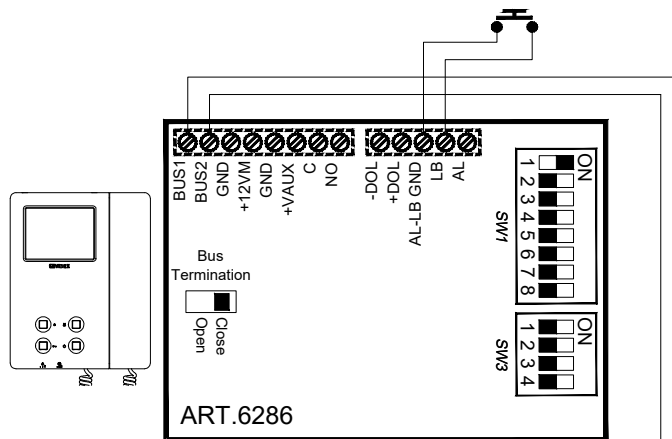 BUS1
BUS2
GND
+12VM
GND
+VAUX
C
NO
-DOL
+DOL
AL-LB GND
LB
AL
ON
1
2
3
4
5
6
7
8
SW1
Bus
Termination
Close
Open
ON
1
2
3
4
SW3
ART.6286